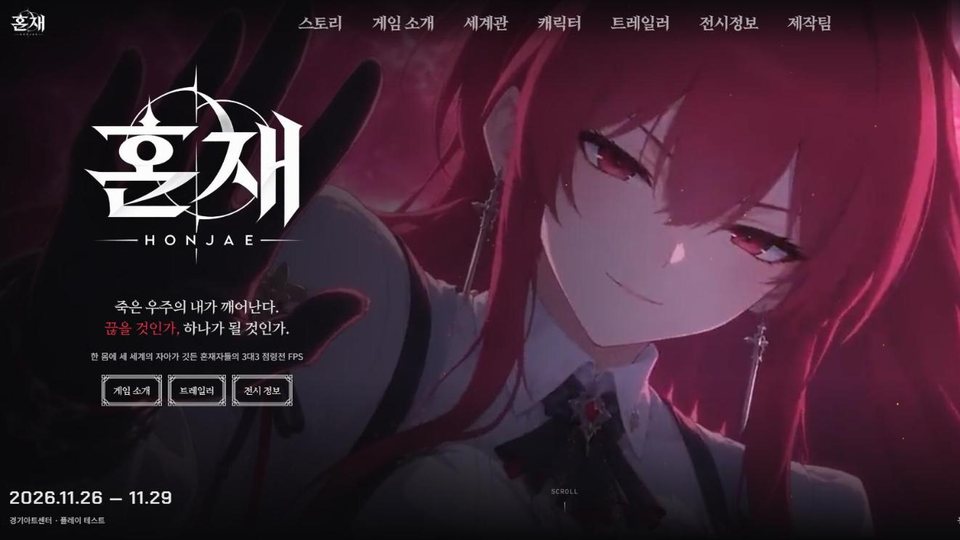 혼재
스토리 게임 소개 세계관 캐릭터 트레일러 전시정보 제작팀
혼재
HONJAE
죽은 우주의 내가 깨어난다.
끊을 것인가, 하나가 될 것인가.
한 몸에 세 세계의 자아가 깃든 혼재자들의 3대3 점령전 FPS
게임 소개 트레일러 전시 정보
SCROLL
2026.11.26 — 11.29
경기아트센터 · 플레이 테스트